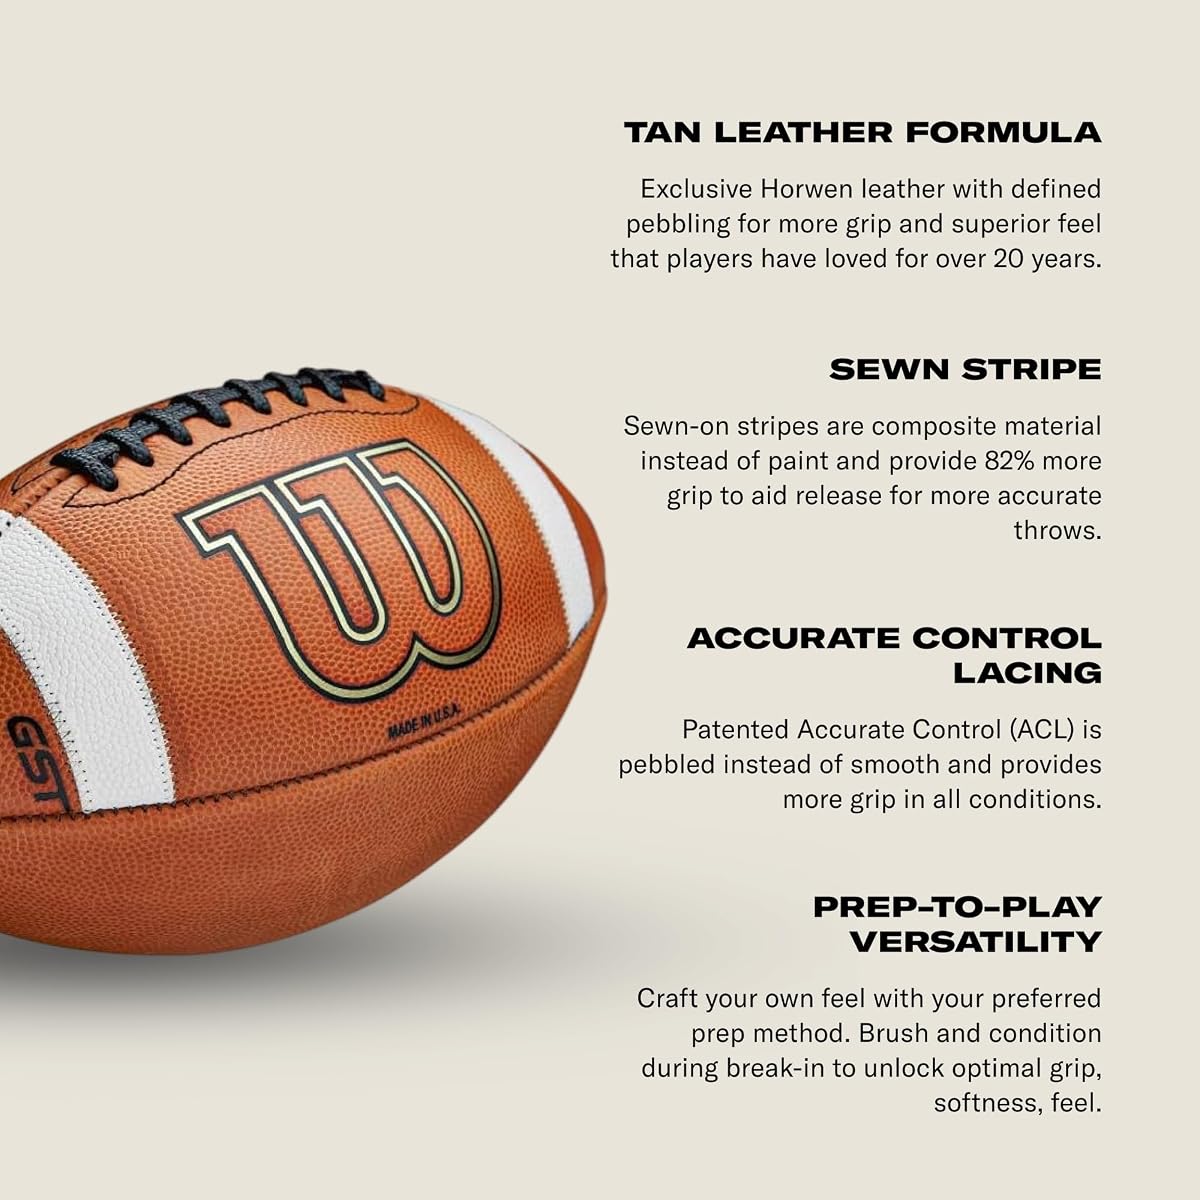 TAN LEATHER FORMULA
Exclusive Horwen leather with defined
pebbling for more grip and superior feel
that players have loved for over 20 years.
SEWN STRIPE
Sewn-on stripes are composite material
instead of paint and provide 82% more
grip to aid release for more accurate
throws.
ACCURATE CONTROL
LACING
Patented Accurate Control (ACL) is
pebbled instead of smooth and provides
more grip in all conditions.
PREP-TO-PLAY
VERSATILITY
Craft your own feel with your preferred
prep method. Brush and condition
during break-in to unlock optimal grip,
softness, feel.
W
MADE IN U.S.A.
GST